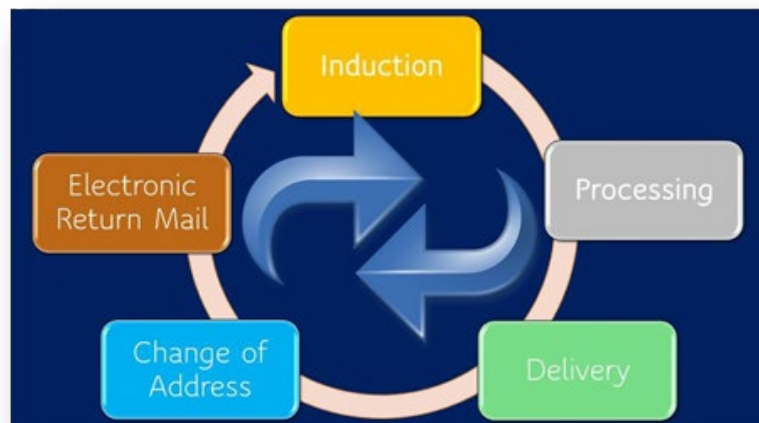 Induction
Processing
Delivery
Change of
Address
Electronic
Return Mail